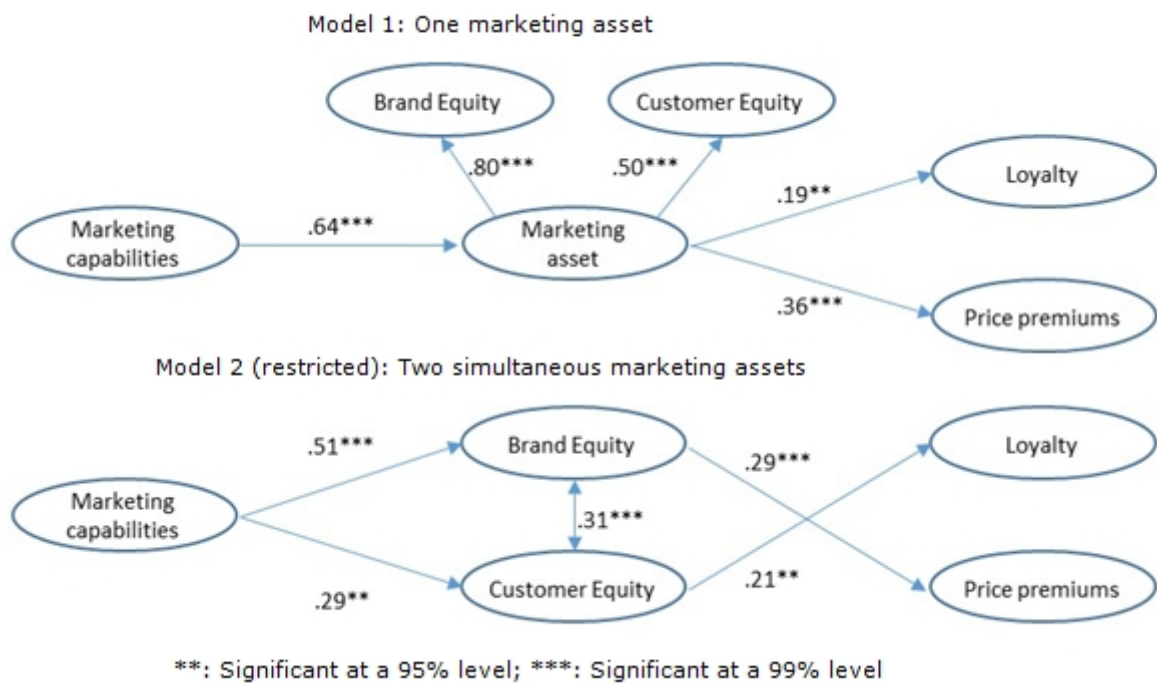 Model 1: One marketing asset
Brand Equity
Customer Equity
.80***
.50***
Loyalty
.19**
Marketing
capabilities
.64***
Marketing
asset
.36***
Price premiums
Model 2 (restricted): Two simultaneous marketing assets
.51***
Brand Equity
.29***
Loyalty
Marketing
capabilities
.31***
.29**
Customer Equity
.21**
Price premiums
**: Significant at a 95% level; ***: Significant at a 99% level